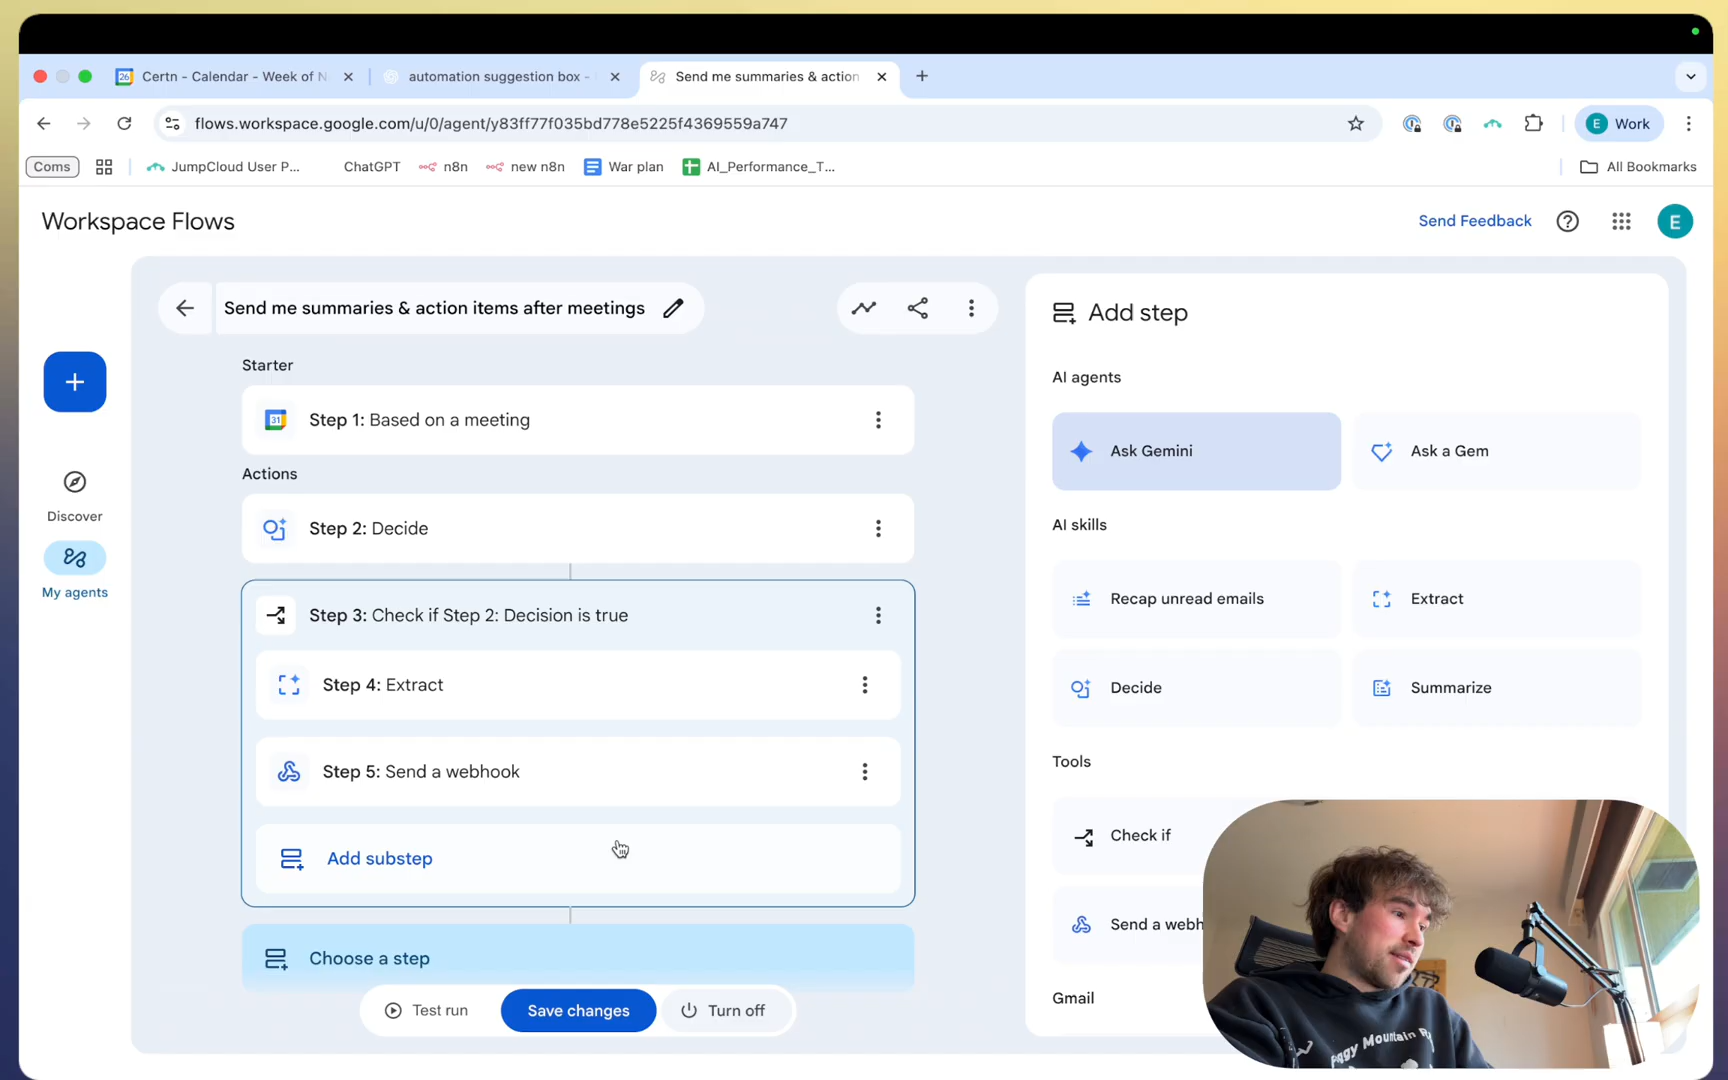 26
Certn - Calendar - Week of N
automation suggestion box -
Send me summaries & action
flows.workspace.google.com/u/0/agent/y83ff77f035bd778e5225f4369559a747
E
Work
Coms
JumpCloud User P...
ChatGPT
n8n
new n8n
War plan
AI_Performance_T...
All Bookmarks
Workspace Flows
Send Feedback
E
Send me summaries & action items after meetings
Add step
Starter
AI agents
31
Step 1: Based on a meeting
Ask Gemini
Ask a Gem
Actions
Discover
Step 2: Decide
AI skills
My agents
Step 3: Check if Step 2: Decision is true
Recap unread emails
Extract
Step 4: Extract
Decide
Summarize
Tools
Step 5: Send a webhook
Check if
Add substep
Send a webh
Choose a step
Gmail
Test run
Save changes
Turn off